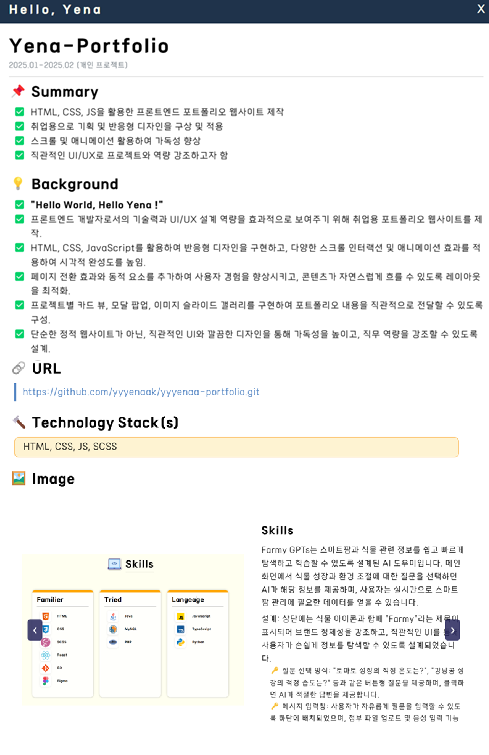 Hello, Yena
X
Yena-Portfolio
2025.01-2025.02 (개인 프로젝트)
📌 Summary
✅ HTML, CSS, JS을 활용한 프론트엔드 포트폴리오 웹사이트 제작
✅ 취업용으로 기획 및 반응형 디자인을 구상 및 적용
✅ 스크롤 및 애니메이션 활용하여 가독성 향상
✅ 직관적인 UI/UX로 프로젝트와 역량 강조하고자 함
💡 Background
✅ "Hello World, Hello Yena !"
✅ 프론트엔드 개발자로서의 기술력과 UI/UX 설계 역량을 효과적으로 보여주기 위해 취업용 포트폴리오 웹사이트를 제
작.
✅ HTML, CSS, JavaScript를 활용하여 반응형 디자인을 구현하고, 다양한 스크롤 인터랙션 및 애니메이션 효과를 적
용하여 시각적 완성도를 높임.
✅ 페이지 전환 효과와 동적 요소를 추가하여 사용자 경험을 향상시키고, 콘텐츠가 자연스럽게 흐를 수 있도록 레이아웃
을 최적화.
✅ 프로젝트별 카드 뷰, 모달 팝업, 이미지 슬라이드 갤러리를 구현하여 포트폴리오 내용을 직관적으로 전달할 수 있도록
구성.
✅ 단순한 정적 웹사이트가 아닌, 직관적인 UI와 깔끔한 디자인을 통해 가독성을 높이고, 직무 역량을 강조할 수 있도록
설계.
🔗 URL
https://github.com/yyyenaak/yyyenaa-portfolio.git
🔨 Technology Stack(s)
HTML, CSS, JS, SCSS
🖼️ Image
Skills
Familier
HTML
CSS
SCSS
React
Git
Figma
Tried
Java
MySQL
PHP
Language
Javascript
Typescript
Python
Skills
Farmy GPTs는 스마트팜과 식물 관련 정보를 쉽고 빠르게
탐색하고 학습할 수 있도록 설계된 AI 도우미입니다. 메인
화면에서 식물 성장과 환경 조절에 대한 질문을 선택하면
AI가 해당 정보를 제공하며, 사용자는 실시간으로 스마트
팜 관리에 필요한 데이터를 얻을 수 있습니다.
설계: 상단에는 식물 아이콘과 함께 "Farmy"라는 제목이
표시되어 브랜드 정체성을 강조하고, 직관적인 UI를 통
사용자가 손쉽게 정보를 탐색할 수 있도록 설계되었습니
다.
🔑 질문 선택 방식: "토마토 성장의 적정 온도는?", "강낭콩 성
장의 적정 습도는?" 등과 같은 버튼형 질문을 제공하며, 클릭하
면 AI가 적절한 답변을 제공합니다.
🔑 메시지 입력창: 사용자가 자유롭게 질문을 입력할 수 있도
록 하단에 배치되었으며, 첨부 파일 업로드 및 음성 입력 기능